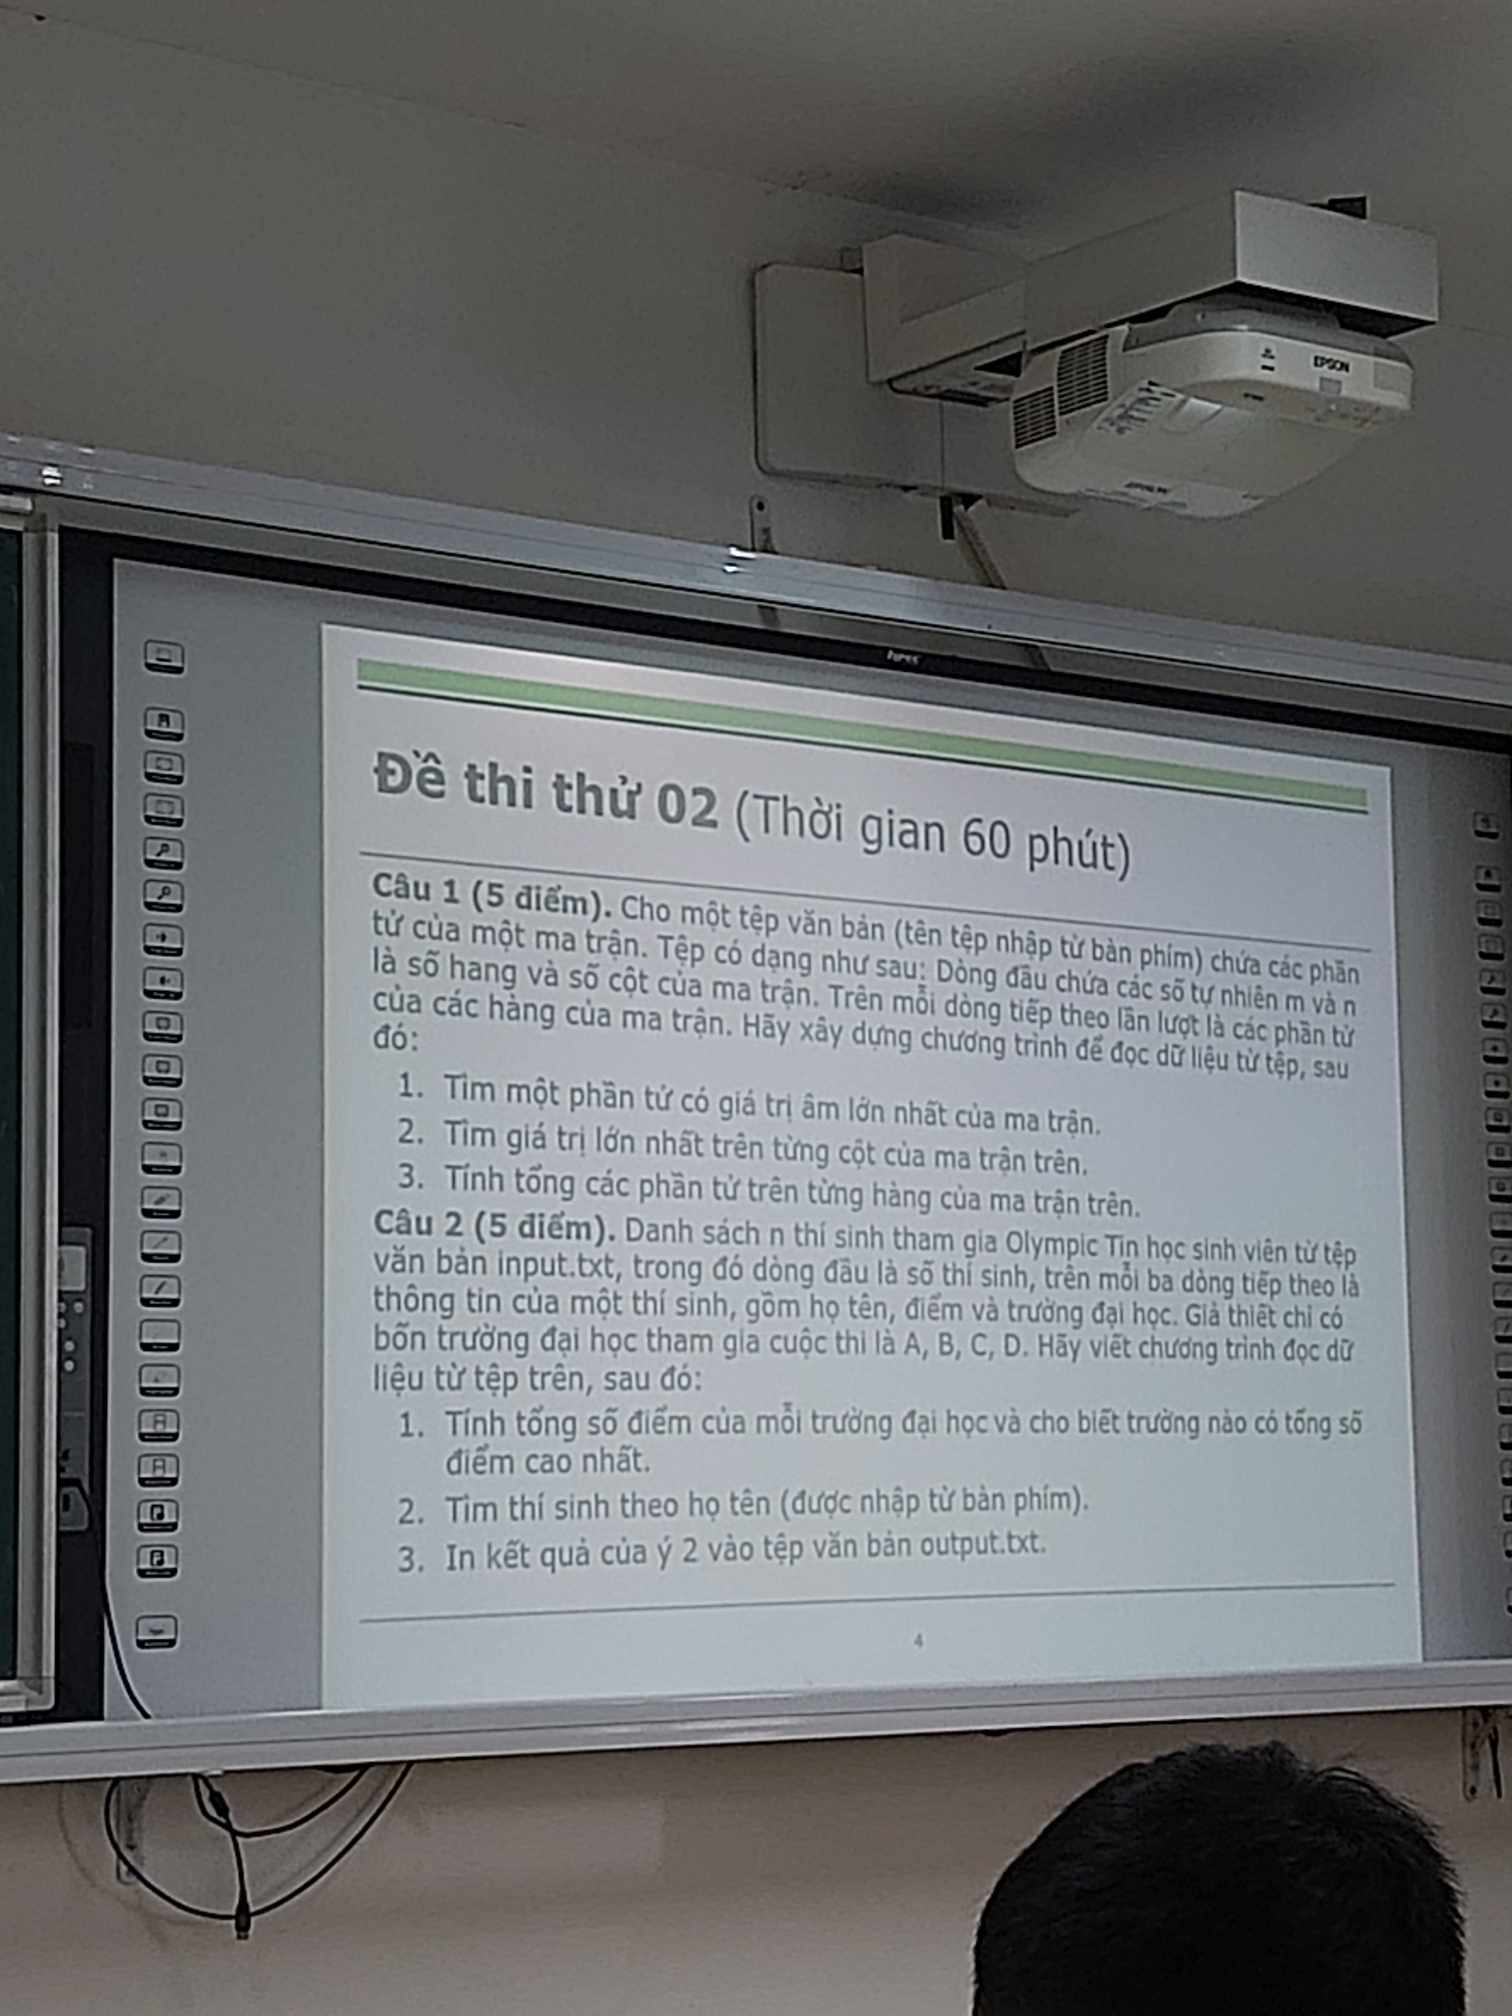 EPSON
Đề thi thử 02 (Thời gian 60 phút)
Câu 1 (5 điểm). Cho một tệp văn bản (tên tệp nhập từ bàn phím) chứa các phần
tử của một ma trận. Tệp có dạng như sau: Dòng đầu chứa các số tự nhiên m và n
là số hang và số cột của ma trận. Trên mỗi dòng tiếp theo lần lượt là các phần tử
của các hàng của ma trận. Hãy xây dựng chương trình để đọc dữ liệu từ tệp, sau
đó:
1. Tìm một phần tử có giá trị âm lớn nhất của ma trận.
2. Tìm giá trị lớn nhất trên từng cột của ma trận trên.
3. Tính tổng các phần tử trên từng hàng của ma trận trên.
Câu 2 (5 điểm). Danh sách n thí sinh tham gia Olympic Tin học sinh viên từ tệp
văn bản input.txt, trong đó dòng đầu là số thí sinh, trên mỗi ba dòng tiếp theo là
thông tin của một thí sinh, gồm họ tên, điểm và trường đại học. Giả thiết chỉ có
bốn trường đại học tham gia cuộc thi là A, B, C, D. Hãy viết chương trình đọc dữ
liệu từ tệp trên, sau đó:
1. Tính tổng số điểm của mỗi trường đại học và cho biết trường nào có tổng số
điểm cao nhất.
2. Tìm thí sinh theo họ tên (được nhập từ bàn phím).
3. In kết quả của ý 2 vào tệp văn bản output.txt.
4